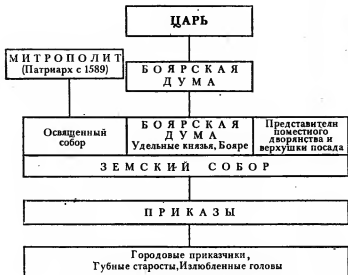 ЦАРЬ
МИТРОПОЛИТ
(Патриарх с 1589)
БОЯРСКАЯ
ДУМА
Освященный
собор
БОЯРСКАЯ
ДУМА
Удельные князья, Бояре
Представители
поместного
дворянства и
верхушки посада
ЗЕМСКИЙ СОБОР
ПРИКАЗЫ
Городовые приказчики,
Губные старосты, Излюбленные головы